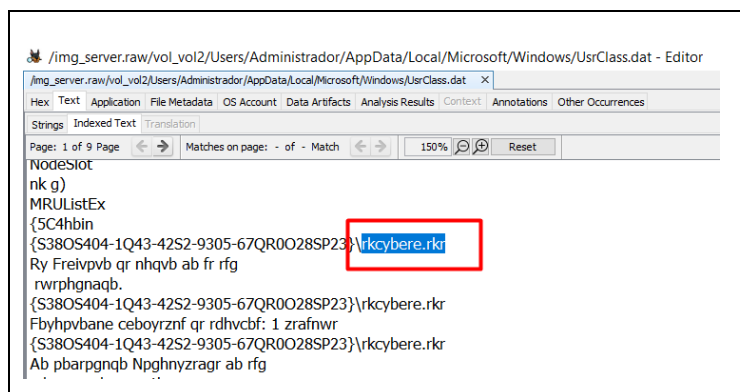 /img_server.raw/vol_vol2/Users/Administrador/AppData/Local/Microsoft/Windows/UsrClass.dat - Editor
/img_server.raw/vol_vol2/Users/Administrador/AppData/Local/Microsoft/Windows/UsrClass.dat ×
Hex Text Application File Metadata OS Account Data Artifacts Analysis Results Context Annotations Other Occurrences
Strings Indexed Text Translation
Page: 1 of 9 Page Matches on page: - of - Match 150% Reset
NodeSlot
nk g)
MRUListEx
{5C4hbin
{S38OS404-1Q43-42S2-9305-67QR0O28SP23}\rkcybere.rkr
Ry Freivpvb qr nhqvb ab fr rfg
rwrphgnaqb.
{S38OS404-1Q43-42S2-9305-67QR0O28SP23}\rkcybere.rkr
Fbyhpvbane ceboyrznf qr rdhvcbf: 1 zrafnwr
{S38OS404-1Q43-42S2-9305-67QR0O28SP23}\rkcybere.rkr
Ab pbarpgnqb Npghnyzragr ab rfg